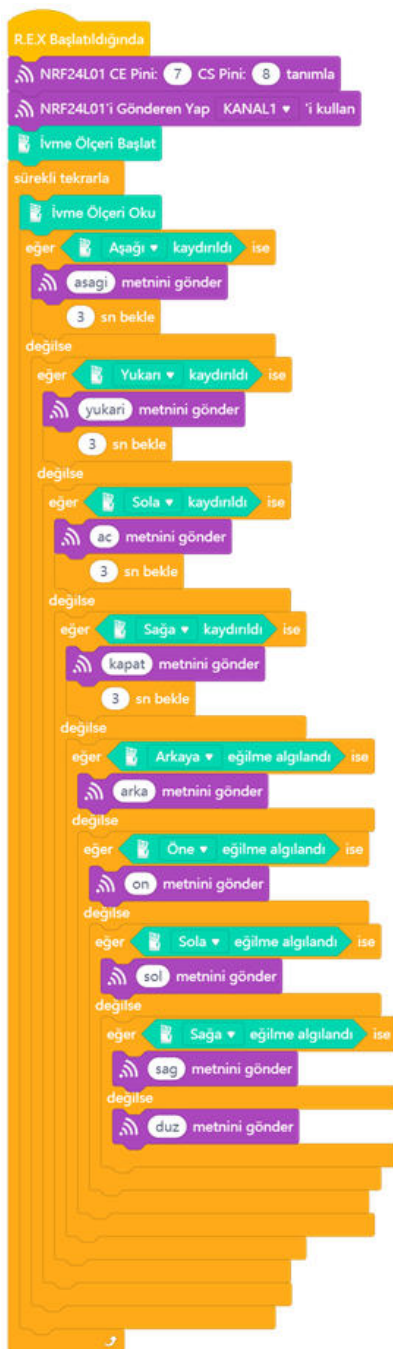 R.E.X Başlatıldığında
NRF24L01 CE Pini: 7 CS Pini: 8 tanımla
NRF24L01'i Gönderen Yap KANAL1 'i kullan
İvme Ölçeri Başlat
sürekli tekrarla
İvme Ölçeri Oku
eğer Aşağı kaydırıldı ise
asagi metnini gönder
3 sn bekle
değilse
eğer Yukarı kaydırıldı ise
yukari metnini gönder
3 sn bekle
değilse
eğer Sola kaydırıldı ise
ac metnini gönder
3 sn bekle
değilse
eğer Sağa kaydırıldı ise
kapat metnini gönder
3 sn bekle
değilse
eğer Arkaya eğilme algılandı ise
arka metnini gönder
değilse
eğer Öne eğilme algılandı ise
on metnini gönder
değilse
eğer Sola eğilme algılandı ise
sol metnini gönder
değilse
eğer Sağa eğilme algılandı ise
sag metnini gönder
değilse
duz metnini gönder